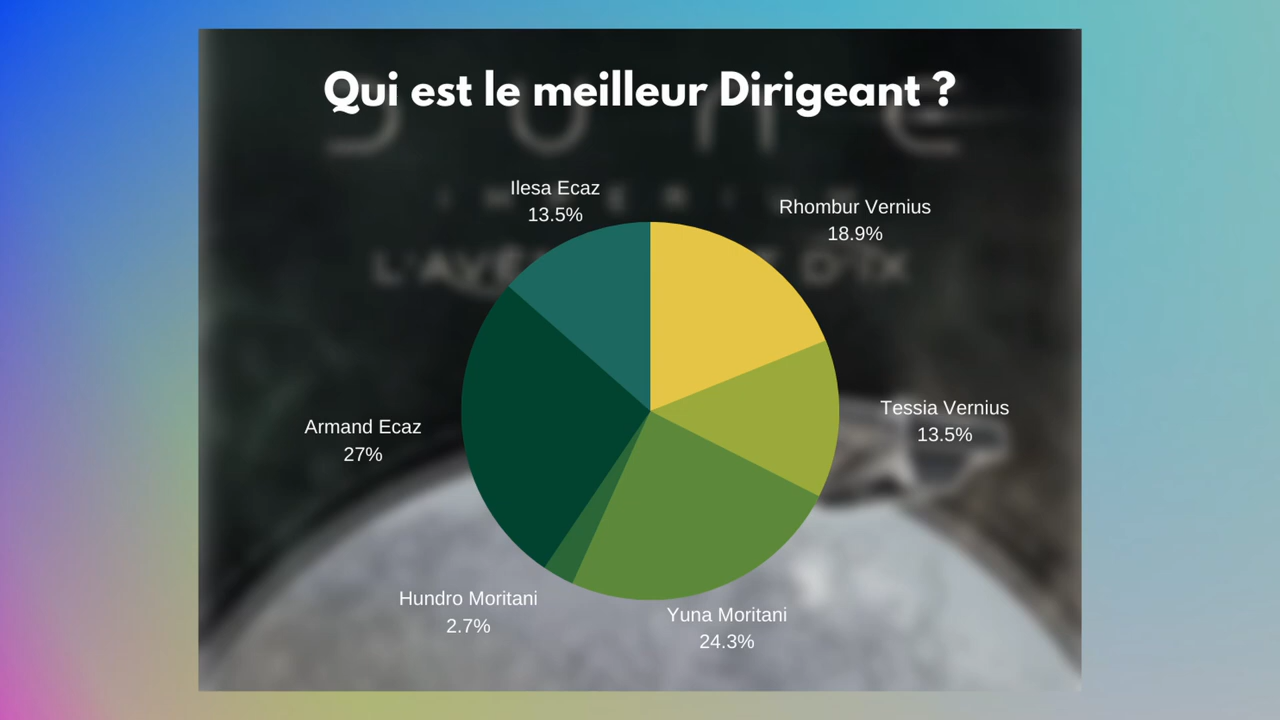 Qui est le meilleur Dirigeant ?
Ilesa Ecaz
13.5%
Rhombur Vernius
18.9%
Tessia Vernius
13.5%
Armand Ecaz
27%
Hundro Moritani
2.7%
Yuna Moritani
24.3%